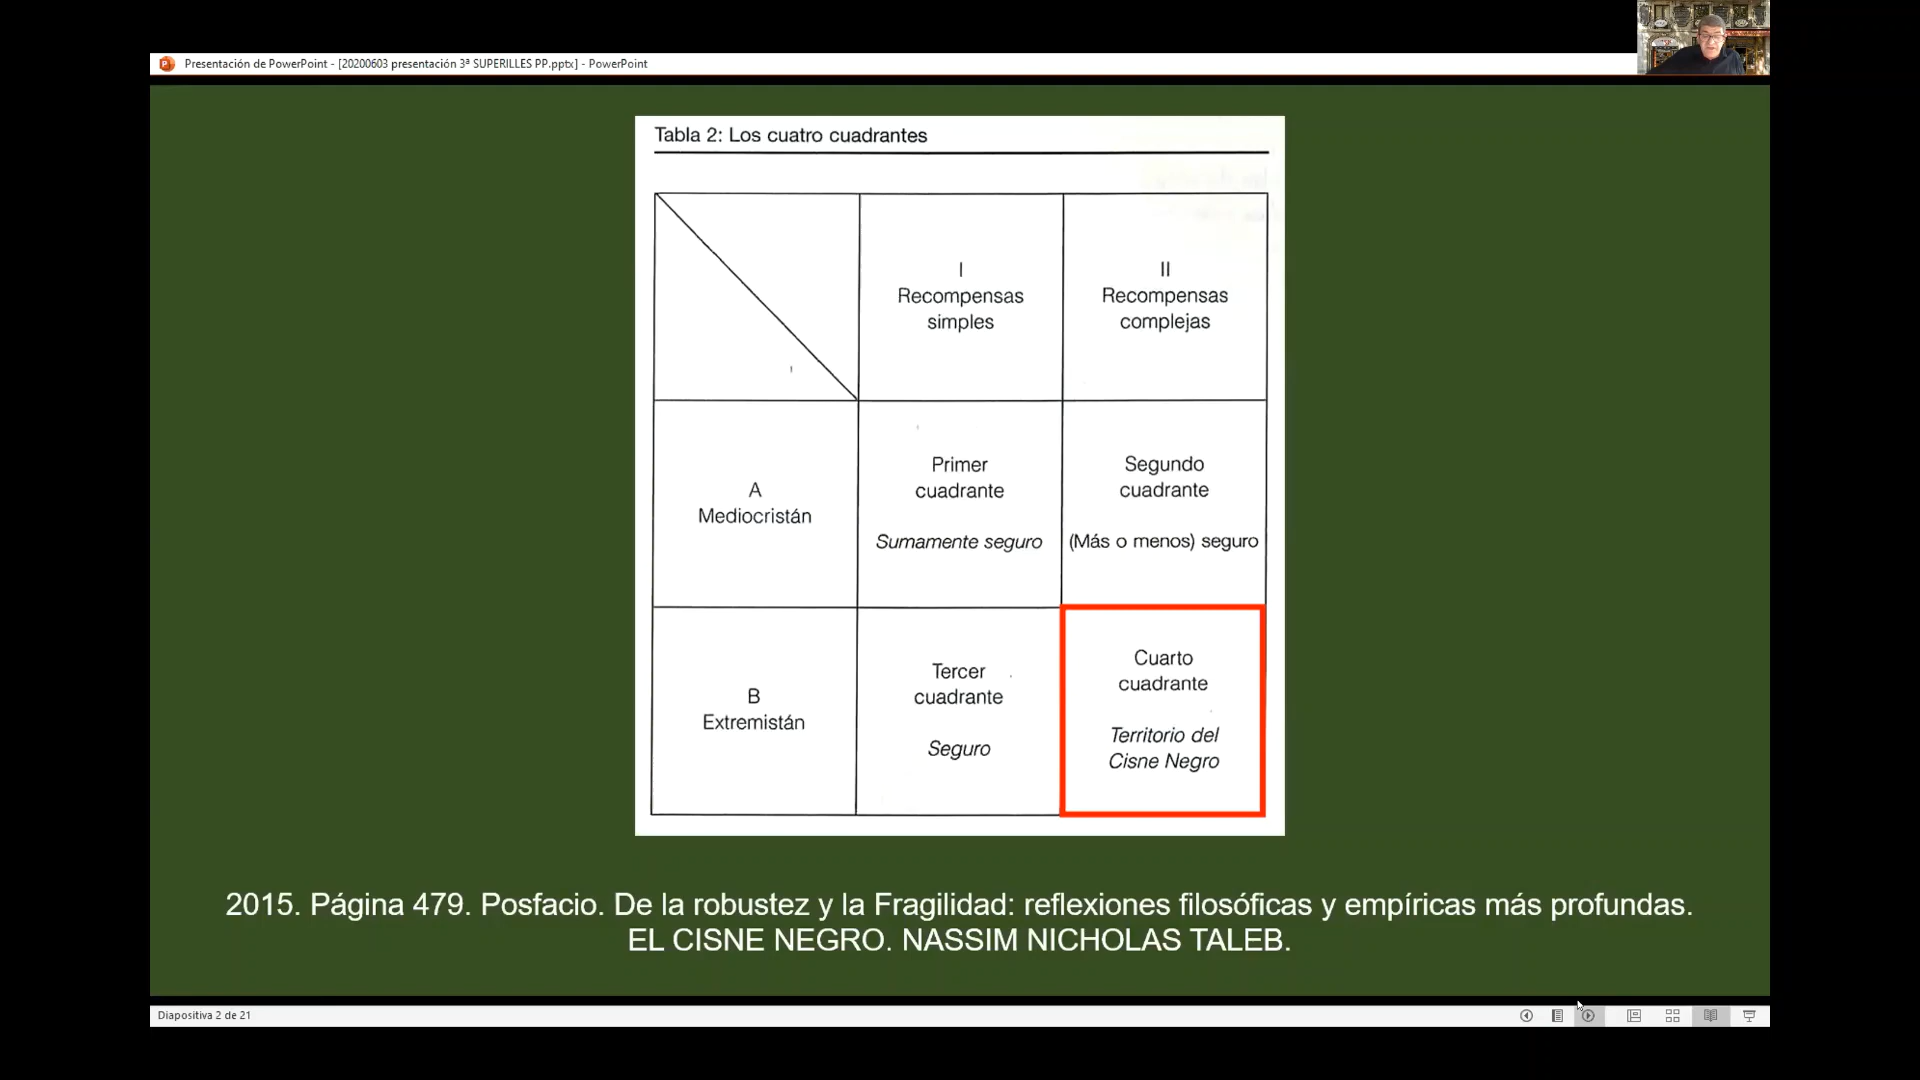 Presentación de PowerPoint - [20200603 presentación 3ª SUPERILLES PP.pptx] - PowerPoint
Tabla 2: Los cuatro cuadrantes
I
Recompensas
simples
II
Recompensas
complejas
A
Mediocristán
Primer
cuadrante
Sumamente seguro
Segundo
cuadrante
(Más o menos) seguro
B
Extremistán
Tercer
cuadrante
Seguro
Cuarto
cuadrante
Territorio del
Cisne Negro
2015. Página 479. Posfacio. De la robustez y la Fragilidad: reflexiones filosóficas y empíricas más profundas.
EL CISNE NEGRO. NASSIM NICHOLAS TALEB.
Diapositiva 2 de 21